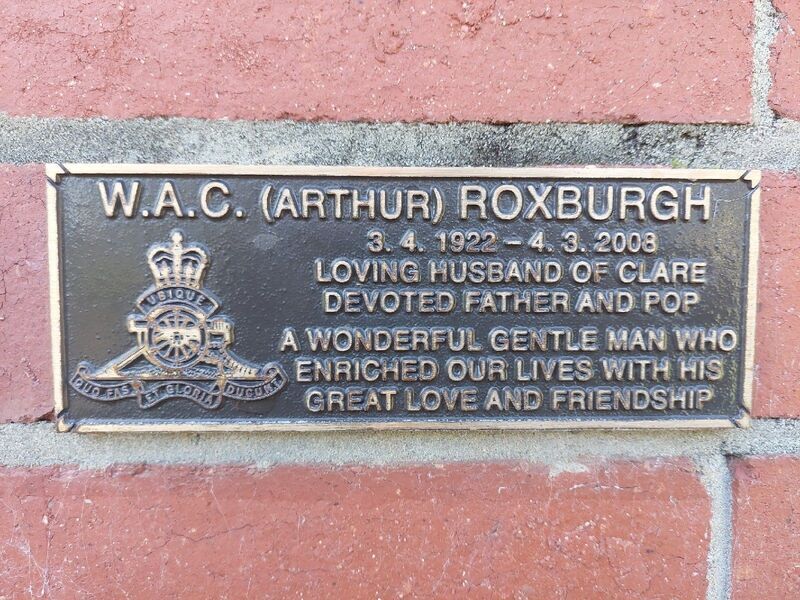 W.A.C. (ARTHUR) ROXBURGH
3. 4. 1922 - 4. 3. 2008
LOVING HUSBAND OF CLARE
DEVOTED FATHER AND POP
A WONDERFUL GENTLE MAN WHO
ENRICHED OUR LIVES WITH HIS
GREAT LOVE AND FRIENDSHIP
UBIQUE
QUO FAS ET GLORIA DUCUNT